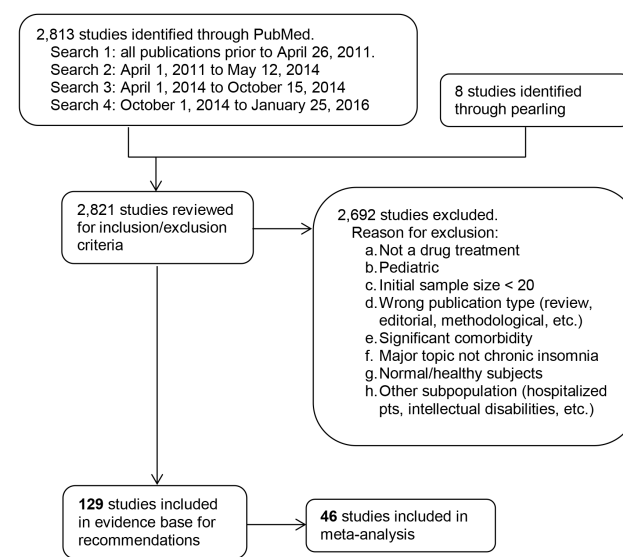 2,813 studies identified through PubMed.
Search 1: all publications prior to April 26, 2011.
Search 2: April 1, 2011 to May 12, 2014
Search 3: April 1, 2014 to October 15, 2014
Search 4: October 1, 2014 to January 25, 2016
8 studies identified
through pearling
2,821 studies reviewed
for inclusion/exclusion
criteria
2,692 studies excluded.
Reason for exclusion:
a. Not a drug treatment
b. Pediatric
c. Initial sample size < 20
d. Wrong publication type (review,
editorial, methodological, etc.)
e. Significant comorbidity
f. Major topic not chronic insomnia
g. Normal/healthy subjects
h. Other subpopulation (hospitalized
pts, intellectual disabilities, etc.)
129 studies included
in evidence base for
recommendations
46 studies included in
meta-analysis